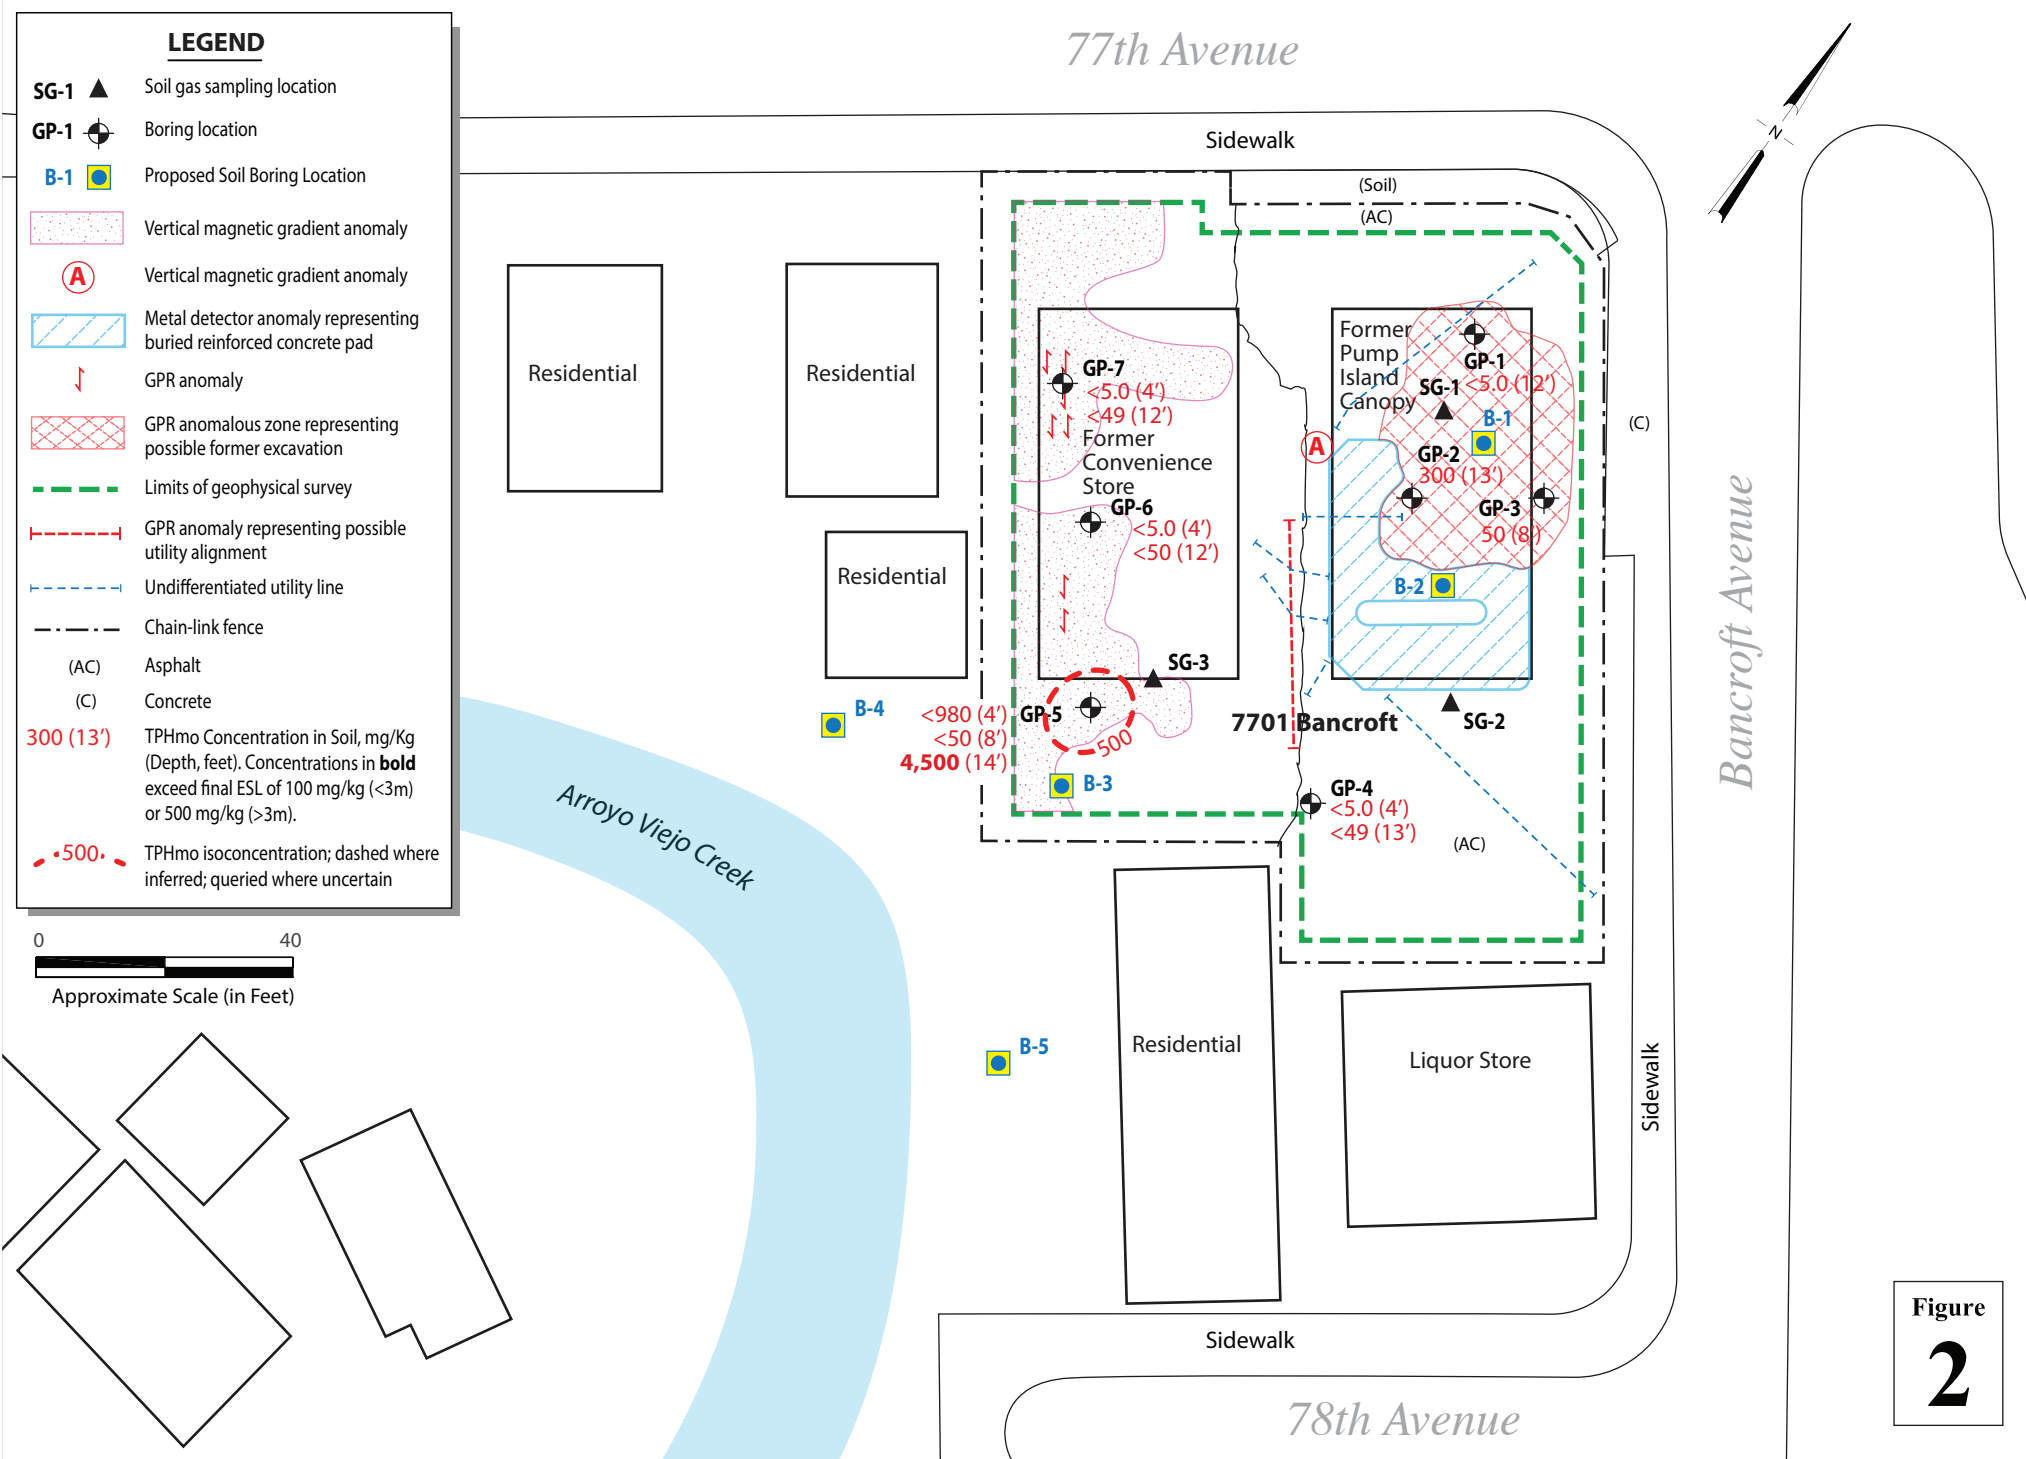 LEGEND
SG-1 Soil gas sampling location
GP-1 Boring location
B-1 Proposed Soil Boring Location
Vertical magnetic gradient anomaly
A Vertical magnetic gradient anomaly
Metal detector anomaly representing
buried reinforced concrete pad
GPR anomaly
GPR anomalous zone representing
possible former excavation
Limits of geophysical survey
GPR anomaly representing possible
utility alignment
Undifferentiated utility line
Chain-link fence
(AC) Asphalt
(C) Concrete
300 (13’) TPHmo Concentration in Soil, mg/Kg
(Depth, feet). Concentrations in bold
exceed final ESL of 100 mg/kg (<3m)
or 500 mg/kg (>3m).
500 TPHmo isoconcentration; dashed where
inferred; queried where uncertain
0 40
Approximate Scale (in Feet)
77th Avenue
Sidewalk
(Soil)
(AC)
N
Residential
Residential
Residential
GP-7
<5.0 (4’)
<49 (12’)
Former
Convenience
Store
GP-6
<5.0 (4’)
<50 (12’)
Former
Pump
Island
Canopy
GP-1
<5.0 (12’)
SG-1
B-1
A
GP-2
300 (13’)
GP-3
50 (8’)
(C)
B-2
SG-3
SG-2
B-4
<980 (4’)
<50 (8’)
4,500 (14’)
GP-5
500
B-3
7701 Bancroft
GP-4
<5.0 (4’)
<49 (13’)
(AC)
Bancroft Avenue
Arroyo Viejo Creek
B-5
Residential
Liquor Store
Sidewalk
Sidewalk
78th Avenue
Figure
2